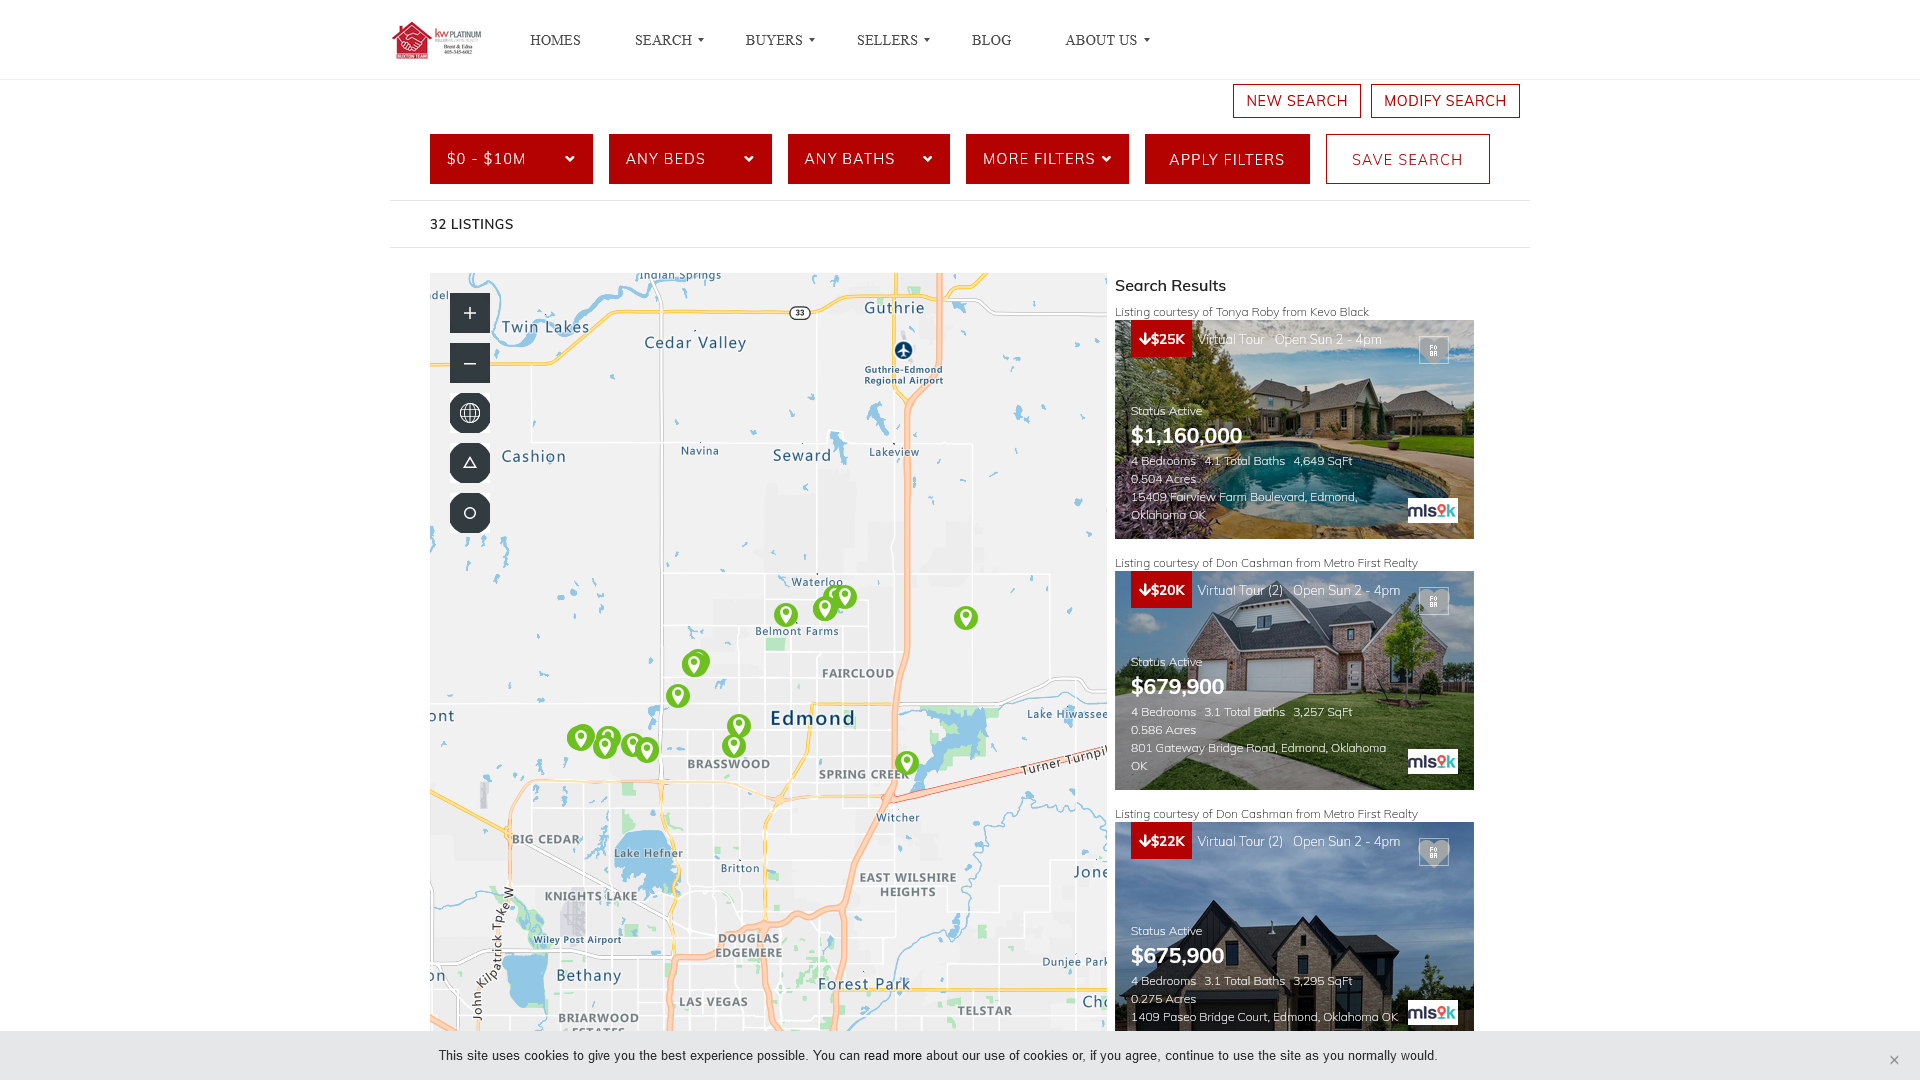 kw PLATINUM
Brent & Edna
405-345-6012
HOMES
SEARCH
BUYERS
SELLERS
BLOG
ABOUT US
NEW SEARCH
MODIFY SEARCH
$0 - $10M
ANY BEDS
ANY BATHS
MORE FILTERS
APPLY FILTERS
SAVE SEARCH
32 LISTINGS
Indian Springs
del
Twin Lakes
33
Guthrie
Cedar Valley
Guthrie-Edmond
Regional Airport
Cashion
Navina
Seward
Lakeview
Waterloo
Belmont Farms
FAIRCLOUD
ont
Edmond
Lake Hiwassee
BRASSWOOD
SPRING CREEK
Turner Turnpi
Witcher
BIG CEDAR
Lake Hefner
Britton
EAST WILSHIRE
HEIGHTS
Jone
KNIGHTS LAKE
John Kilpatrick Tpke W
Wiley Post Airport
DOUGLAS
EDGEMERE
on
Bethany
Dunjee Park
Forest Park
LAS VEGAS
Cho
TELSTAR
BRIARWOOD
ESTATES
Search Results
Listing courtesy of Tonya Roby from Kevo Black
$25K Virtual Tour Open Sun 2 - 4pm
Status Active
$1,160,000
4 Bedrooms 4.1 Total Baths 4,649 SqFt
0.504 Acres
15409 Fairview Farm Boulevard, Edmond,
Oklahoma OK
mlsok
Listing courtesy of Don Cashman from Metro First Realty
$20K Virtual Tour (2) Open Sun 2 - 4pm
Status Active
$679,900
4 Bedrooms 3.1 Total Baths 3,257 SqFt
0.586 Acres
801 Gateway Bridge Road, Edmond, Oklahoma
OK
mlsok
Listing courtesy of Don Cashman from Metro First Realty
$22K Virtual Tour (2) Open Sun 2 - 4pm
Status Active
$675,900
4 Bedrooms 3.1 Total Baths 3,295 SqFt
0.275 Acres
1409 Paseo Bridge Court, Edmond, Oklahoma OK
mlsok
This site uses cookies to give you the best experience possible. You can read more about our use of cookies or, if you agree, continue to use the site as you normally would.
×